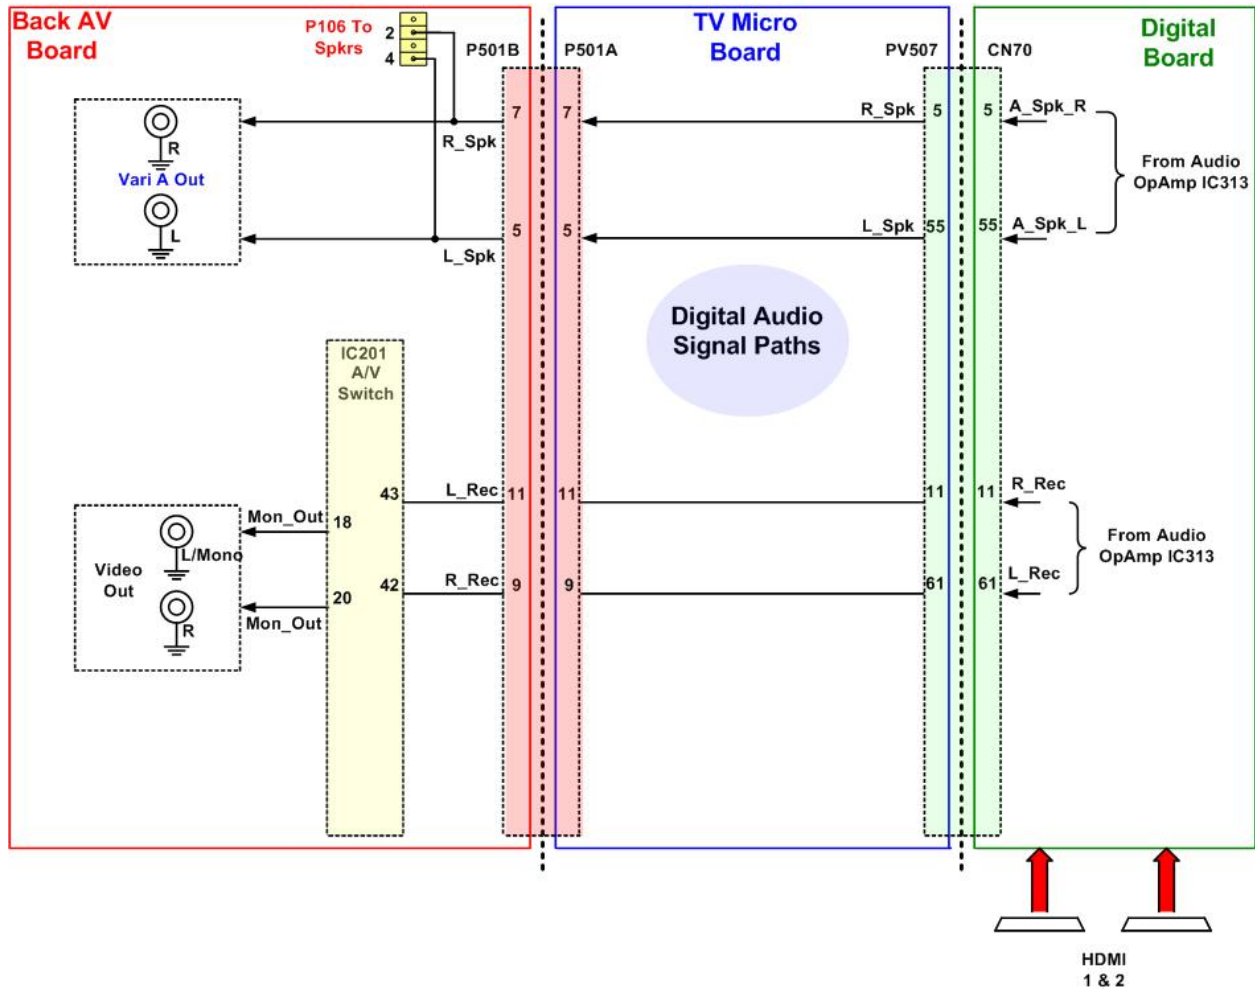 Back AV
Board
P106 To
Spkrs
2
4
P501B
P501A
TV Micro
Board
PV507
CN70
Digital
Board
R
Vari A Out
L
7
R_Spk
7
R_Spk
5
5
A_Spk_R
5
L_Spk
5
L_Spk
55
55
A_Spk_L
From Audio
OpAmp IC313
Digital Audio
Signal Paths
IC201
A/V
Switch
43
L_Rec
11
11
11
11
R_Rec
Mon_Out
18
L/Mono
Video
Out
42
R_Rec
9
9
61
61
L_Rec
From Audio
OpAmp IC313
20
Mon_Out
R
HDMI
1 & 2